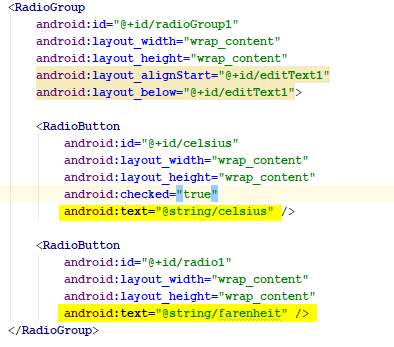 <RadioGroup
android:id="@+id/radioGroup1"
android:layout_width="wrap_content"
android:layout_height="wrap_content"
android:layout_alignStart="@+id/editText1"
android:layout_below="@+id/editText1">
<RadioButton
android:id="@+id/celsius"
android:layout_width="wrap_content"
android:layout_height="wrap_content"
android:checked="true"
android:text="@string/celsius" />
<RadioButton
android:id="@+id/radio1"
android:layout_width="wrap_content"
android:layout_height="wrap_content"
android:text="@string/farenheit" />
</RadioGroup>